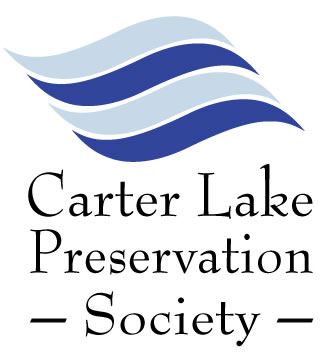 Carter Lake
Preservation
– Society –